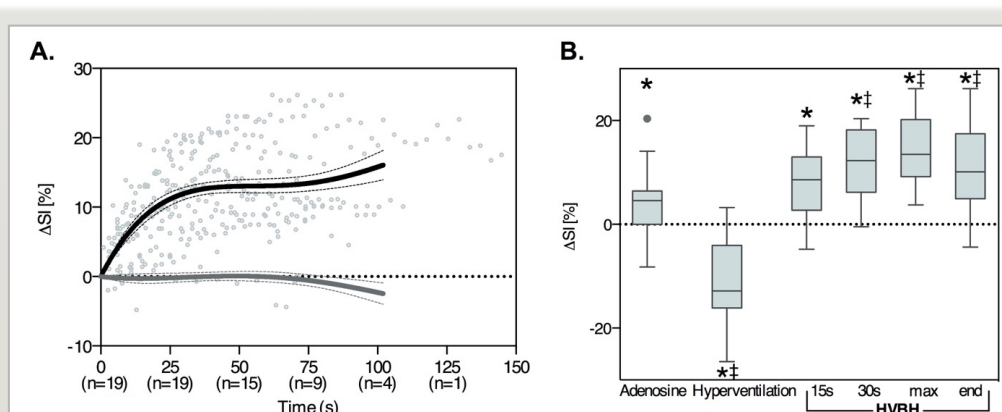 A.
30
20
10
0
-10
ΔSI [%]
0 25 50 75 100 125 150
(n=19) (n=19) (n=15) (n=9) (n=4) (n=1)
Time (s)
B.
20
0
-20
ΔSI [%]
*
*‡
*
*‡
*‡
*‡
Adenosine Hyperventilation 15s 30s max end
HVBH